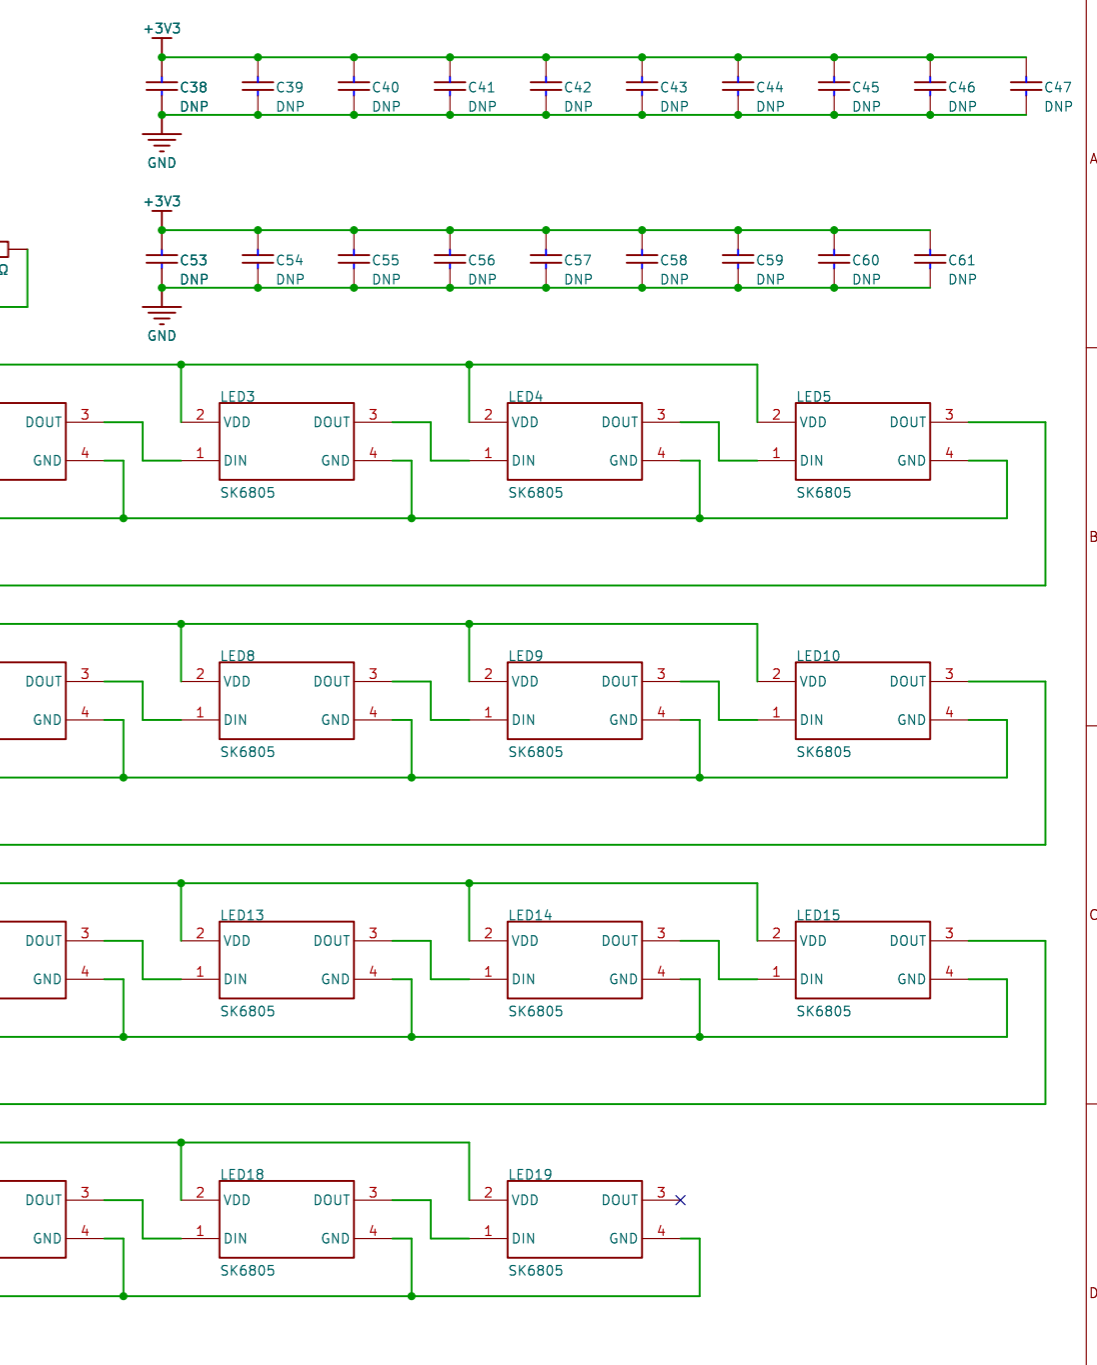 +3V3
C38 C39 C40 C41 C42 C43 C44 C45 C46 C47
DNP DNP DNP DNP DNP DNP DNP DNP DNP DNP
GND
A
+3V3
C53 C54 C55 C56 C57 C58 C59 C60 C61
Ω
DNP DNP DNP DNP DNP DNP DNP DNP DNP
GND
LED3 LED4 LED5
DOUT 3 2 VDD DOUT 3 2 VDD DOUT 3 2 VDD DOUT 3
GND 4 1 DIN GND 4 1 DIN GND 4 1 DIN GND 4
SK6805 SK6805 SK6805
B
LED8 LED9 LED10
DOUT 3 2 VDD DOUT 3 2 VDD DOUT 3 2 VDD DOUT 3
GND 4 1 DIN GND 4 1 DIN GND 4 1 DIN GND 4
SK6805 SK6805 SK6805
LED13 LED14 LED15
C
DOUT 3 2 VDD DOUT 3 2 VDD DOUT 3 2 VDD DOUT 3
GND 4 1 DIN GND 4 1 DIN GND 4 1 DIN GND 4
SK6805 SK6805 SK6805
LED18 LED19
DOUT 3 2 VDD DOUT 3 2 VDD DOUT 3
GND 4 1 DIN GND 4 1 DIN GND 4
SK6805 SK6805
D